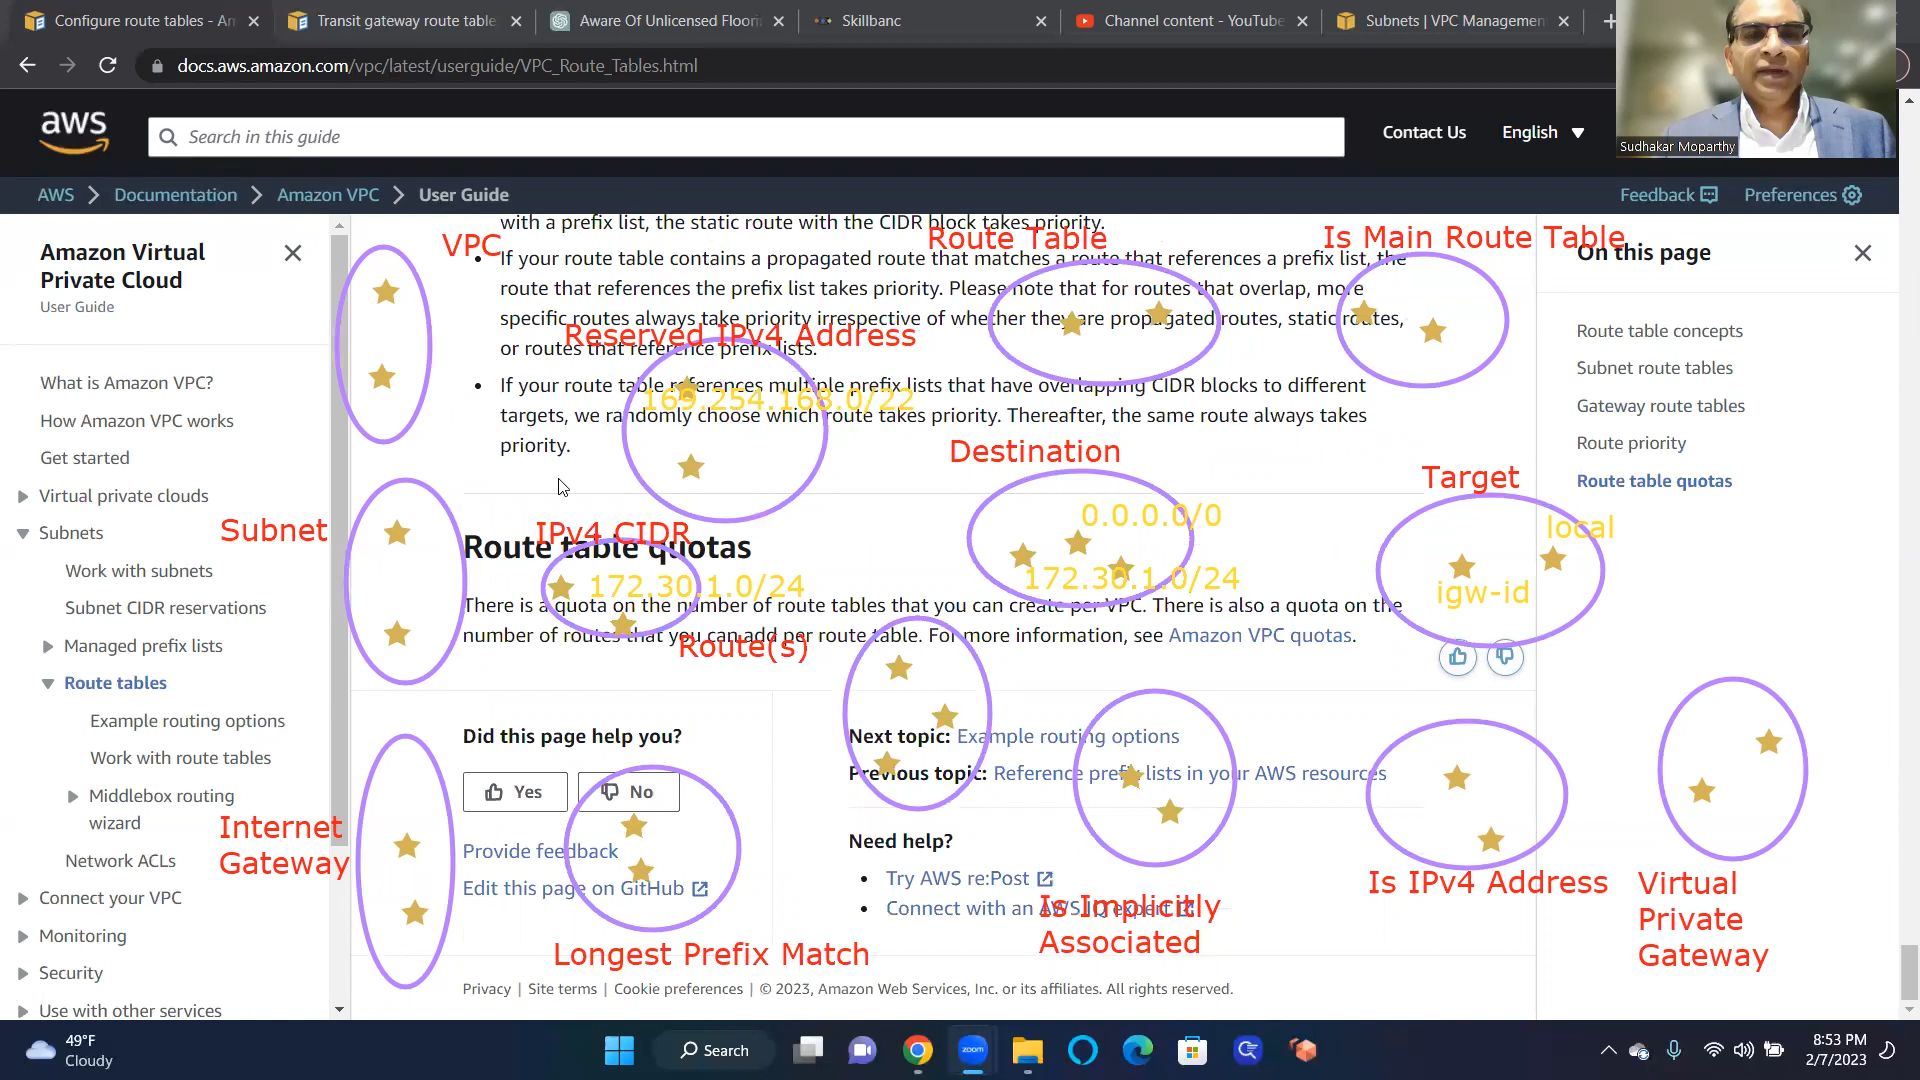 Configure route tables - Am
Transit gateway route table
Aware Of Unlicensed Floori
Skillbanc
Channel content - YouTube
Subnets | VPC Managemen
docs.aws.amazon.com/vpc/latest/userguide/VPC_Route_Tables.html
aws
Search in this guide
Contact Us
English
Sudhakar Moparthy
AWS
Documentation
Amazon VPC
User Guide
Feedback
Preferences
Amazon Virtual
Private Cloud
User Guide
What is Amazon VPC?
How Amazon VPC works
Get started
Virtual private clouds
Subnets
Work with subnets
Subnet CIDR reservations
Managed prefix lists
Route tables
Example routing options
Work with route tables
Middlebox routing
wizard
Network ACLs
Connect your VPC
Monitoring
Security
Use with other services
with a prefix list, the static route with the CIDR block takes priority.
VPC
Route Table
Is Main Route Table
If your route table contains a propagated route that matches a route that references a prefix list, the
route that references the prefix list takes priority. Please note that for routes that overlap, more
specific routes always take priority irrespective of whether they are propagated routes, static routes,
or routes that reference prefix lists.
Reserved IPv4 Address
If your route table references multiple prefix lists that have overlapping CIDR blocks to different
targets, we randomly choose which route takes priority. Thereafter, the same route always takes
priority.
169.254.168.0/22
Destination
Target
0.0.0.0/0
local
Subnet
IPv4 CIDR
Route table quotas
172.30.1.0/24
172.30.1.0/24
igw-id
There is a quota on the number of route tables that you can create per VPC. There is also a quota on the
number of routes that you can add per route table. For more information, see Amazon VPC quotas.
Route(s)
Did this page help you?
Yes
No
Provide feedback
Edit this page on GitHub
Next topic: Example routing options
Previous topic: Reference prefix lists in your AWS resources
Need help?
Try AWS re:Post
Connect with an AWS IQ expert
Internet
Gateway
Longest Prefix Match
Is Implicitly
Associated
Is IPv4 Address
Virtual
Private
Gateway
Privacy | Site terms | Cookie preferences | © 2023, Amazon Web Services, Inc. or its affiliates. All rights reserved.
On this page
Route table concepts
Subnet route tables
Gateway route tables
Route priority
Route table quotas
49°F
Cloudy
Search
zoom
8:53 PM
2/7/2023